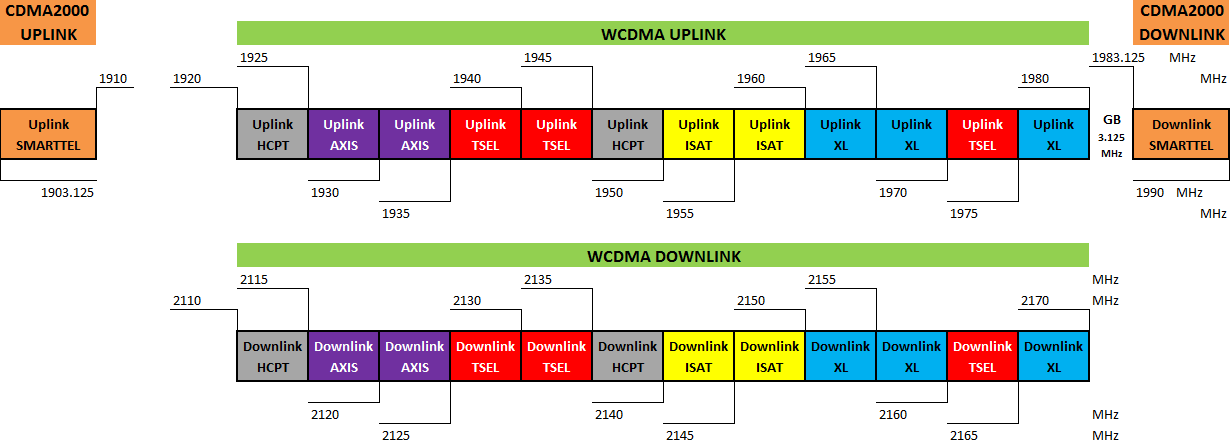 CDMA2000
UPLINK
CDMA2000
DOWNLINK
WCDMA UPLINK
1925 1945 1965 1983.125 MHz
1910 1920 1940 1960 1980 MHz
Uplink
SMARTTEL
Uplink
HCPT
Uplink
AXIS
Uplink
AXIS
Uplink
TSEL
Uplink
TSEL
Uplink
HCPT
Uplink
ISAT
Uplink
ISAT
Uplink
XL
Uplink
XL
Uplink
TSEL
Uplink
XL
GB
3.125
MHz
Downlink
SMARTTEL
1903.125 1930 1950 1970 1990 MHz
1935 1955 1975 MHz
WCDMA DOWNLINK
2115 2135 2155 MHz
2110 2130 2150 2170 MHz
Downlink
HCPT
Downlink
AXIS
Downlink
AXIS
Downlink
TSEL
Downlink
TSEL
Downlink
HCPT
Downlink
ISAT
Downlink
ISAT
Downlink
XL
Downlink
XL
Downlink
TSEL
Downlink
XL
2120 2140 2160 MHz
2125 2145 2165 MHz